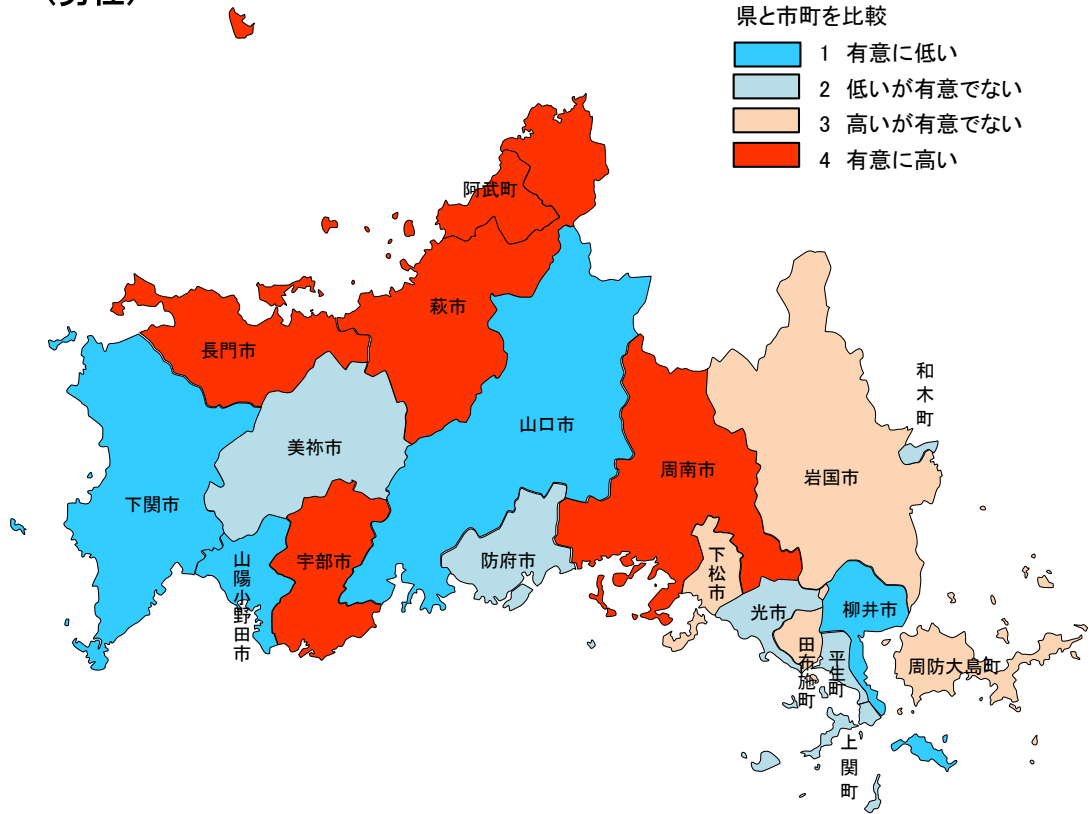 県と市町を比較
1 有意に低い
2 低いが有意でない
3 高いが有意でない
4 有意に高い
阿武町
萩市
長門市
和木町
山口市
美祢市
周南市
岩国市
下関市
防府市
宇部市
山陽小野田市
下松市
光市
柳井市
田布施町
平生町
周防大島町
上関町